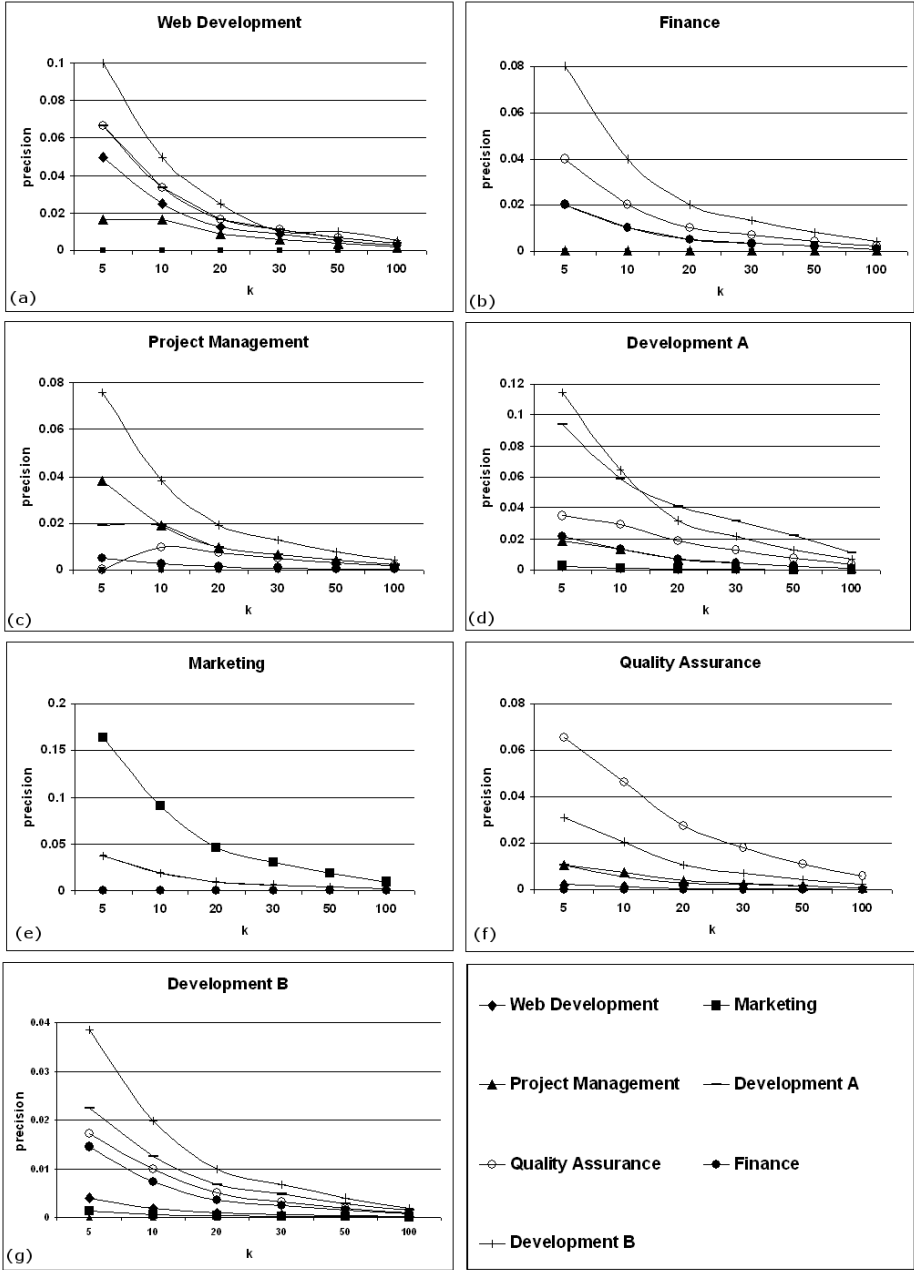 Web Development
0.1
0.08
0.06
0.04
0.02
0
precision
5 10 20 30 50 100
k
(a)
Finance
0.08
0.06
0.04
0.02
0
precision
5 10 20 30 50 100
k
(b)
Project Management
0.08
0.06
0.04
0.02
0
precision
5 10 20 30 50 100
k
(c)
Development A
0.12
0.1
0.08
0.06
0.04
0.02
0
precision
5 10 20 30 50 100
k
(d)
Marketing
0.2
0.15
0.1
0.05
0
precision
5 10 20 30 50 100
k
(e)
Quality Assurance
0.08
0.06
0.04
0.02
0
precision
5 10 20 30 50 100
k
(f)
Development B
0.04
0.03
0.02
0.01
0
precision
5 10 20 30 50 100
k
(g)
Web Development
Marketing
Project Management
Development A
Quality Assurance
Finance
Development B